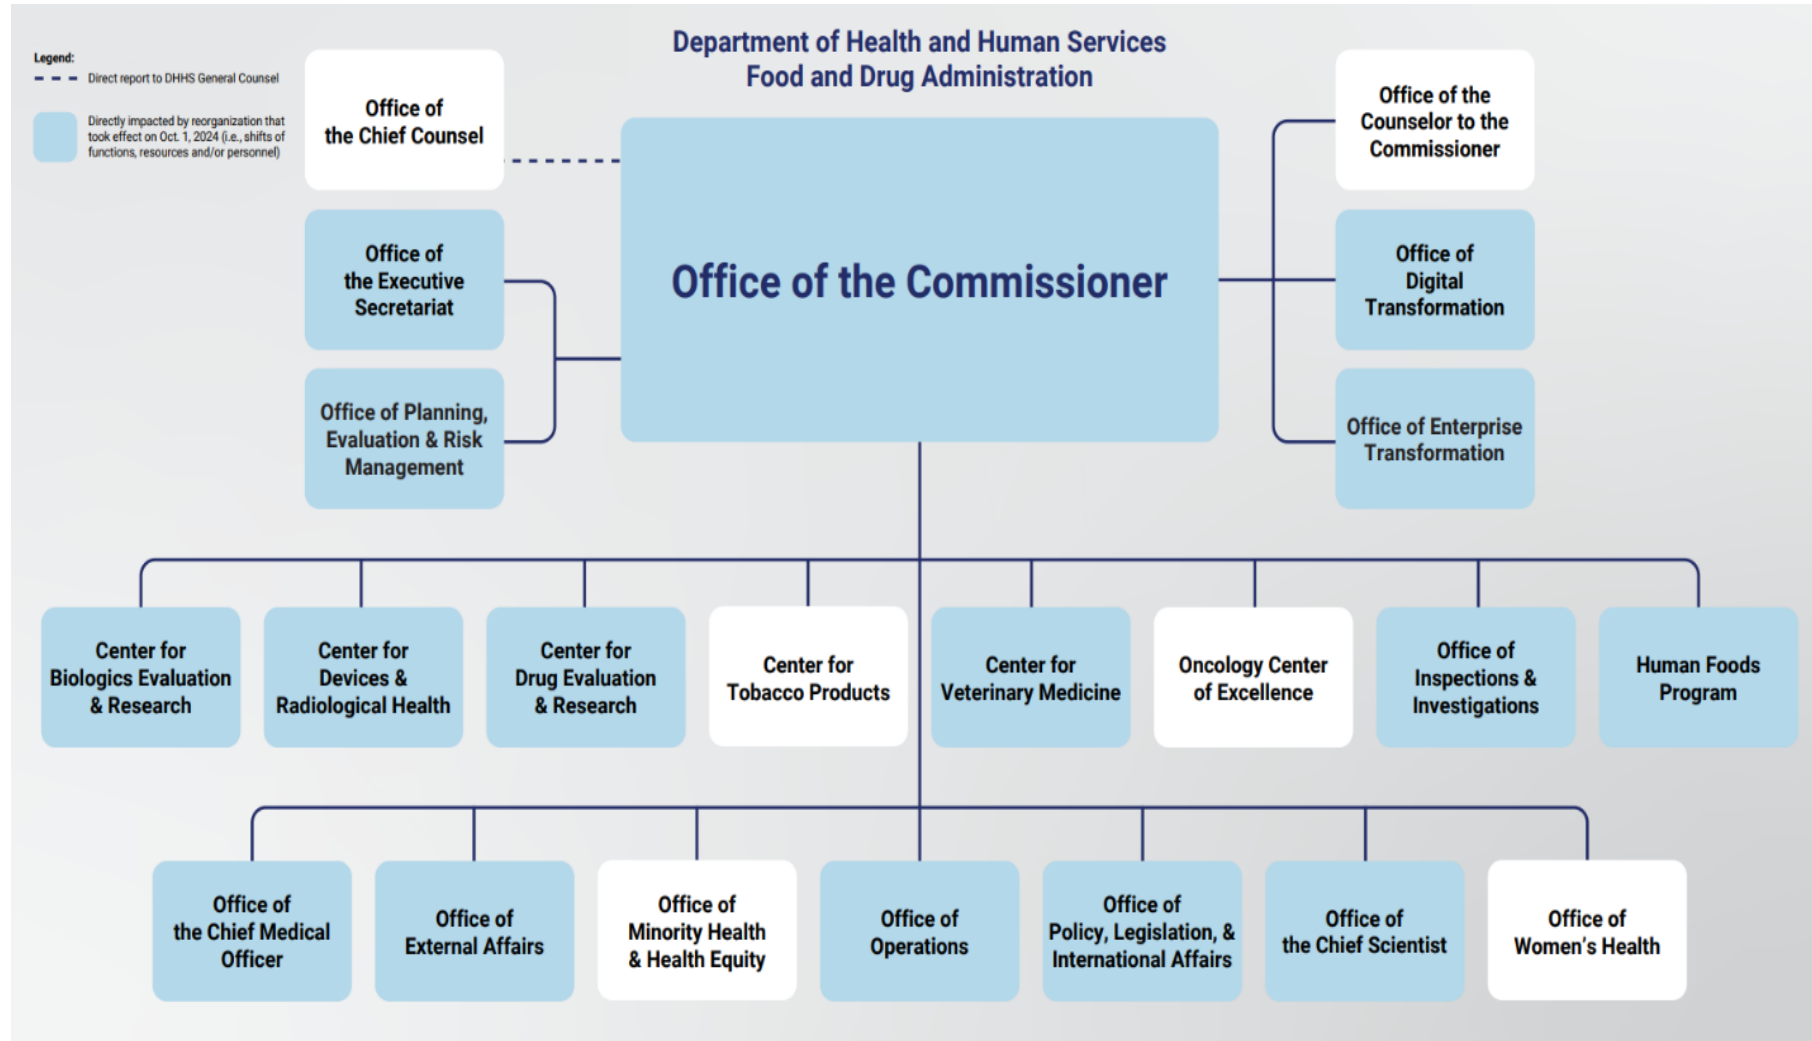 Department of Health and Human Services
Food and Drug Administration
Legend:
Direct report to DHHS General Counsel
Directly impacted by reorganization that
took effect on Oct. 1, 2024 (i.e., shifts of
functions, resources and/or personnel)
Office of
the Chief Counsel
Office of
the Executive
Secretariat
Office of Planning,
Evaluation & Risk
Management
Office of the Commissioner
Office of the
Counselor to the
Commissioner
Office of
Digital
Transformation
Office of Enterprise
Transformation
Center for
Biologics Evaluation
& Research
Center for
Devices &
Radiological Health
Center for
Drug Evaluation
& Research
Center for
Tobacco Products
Center for
Veterinary Medicine
Oncology Center
of Excellence
Office of
Inspections &
Investigations
Human Foods
Program
Office of
the Chief Medical
Officer
Office of
External Affairs
Office of
Minority Health
& Health Equity
Office of
Operations
Office of
Policy, Legislation, &
International Affairs
Office of
the Chief Scientist
Office of
Women's Health